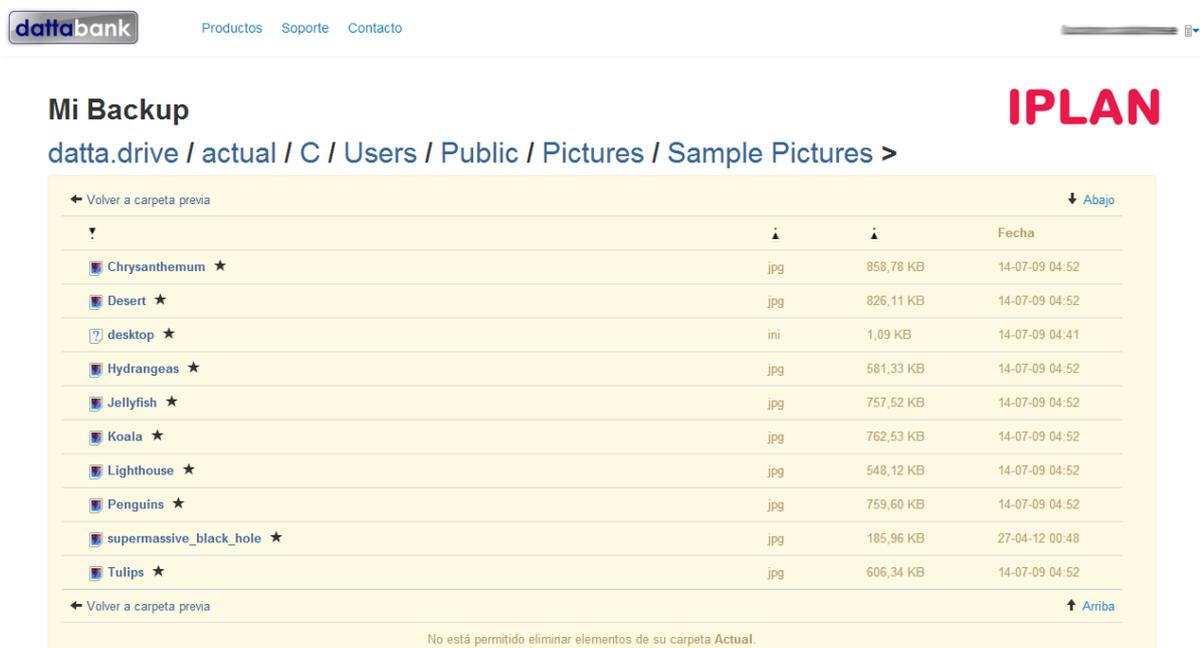 dattabank
Productos Soporte Contacto
Mi Backup
IPLAN
datta.drive / actual / C / Users / Public / Pictures / Sample Pictures >
Volver a carpeta previa Abajo
Fecha
Chrysanthemum jpg 858,78 KB 14-07-09 04:52
Desert jpg 826,11 KB 14-07-09 04:52
desktop ini 1,09 KB 14-07-09 04:41
Hydrangeas jpg 581,33 KB 14-07-09 04:52
Jellyfish jpg 757,52 KB 14-07-09 04:52
Koala jpg 762,53 KB 14-07-09 04:52
Lighthouse jpg 548,12 KB 14-07-09 04:52
Penguins jpg 759,60 KB 14-07-09 04:52
supermassive_black_hole jpg 185,96 KB 27-04-12 00:48
Tulips jpg 606,34 KB 14-07-09 04:52
Volver a carpeta previa Arriba
No está permitido eliminar elementos de su carpeta Actual.